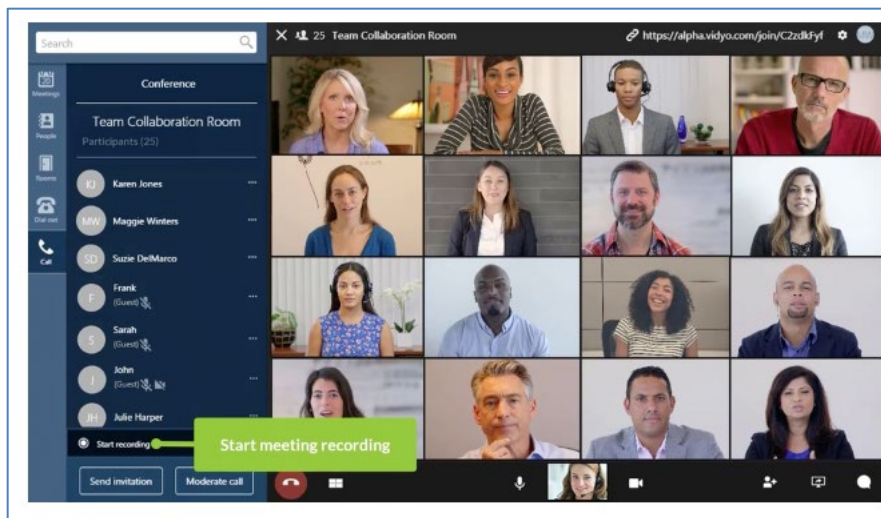 Search
25 Team Collaboration Room
https://alpha.vidyo.com/join/C2zdkFyf
20
Meetings
People
Rooms
Dial out
Call
Conference
Team Collaboration Room
Participants (25)
KJ Karen Jones
MW Maggie Winters
SD Suzie DelMarco
F Frank
(Guest)
S Sarah
(Guest)
J John
(Guest)
JH Julie Harper
Start recording
Start meeting recording
Send invitation
Moderate call